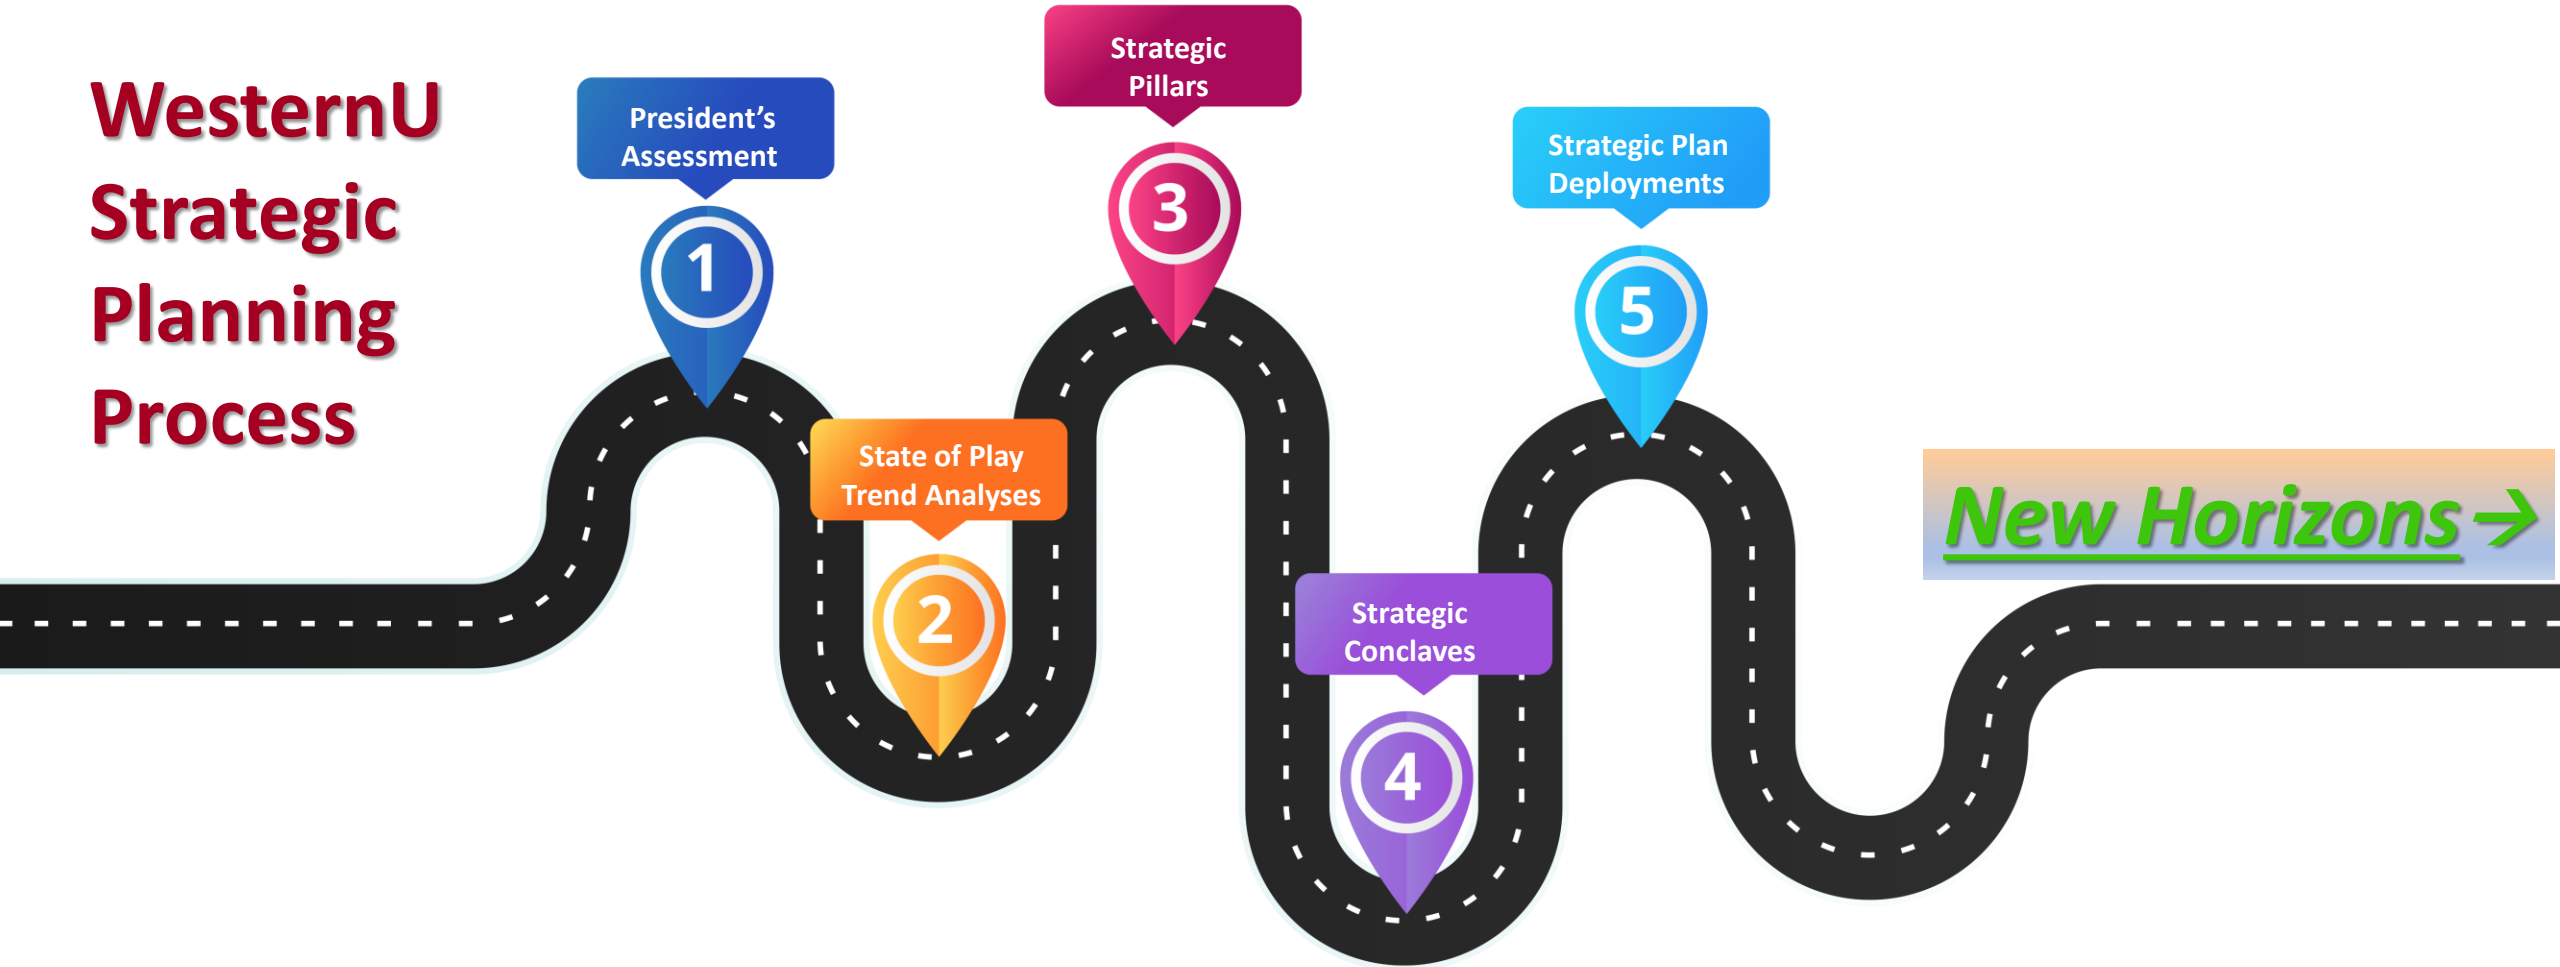 WesternU
Strategic
Planning
Process
President’s
Assessment
1
State of Play
Trend Analyses
2
Strategic
Pillars
3
Strategic
Conclaves
4
Strategic Plan
Deployments
5
New Horizons→